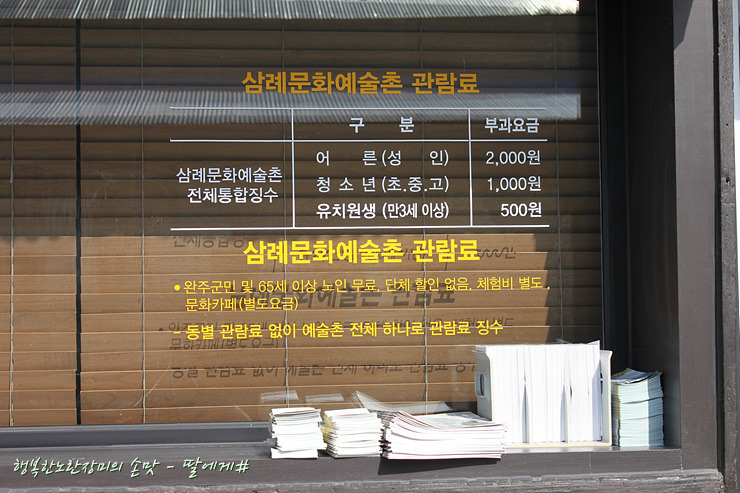 삼례문화예술촌 관람료
구 분 부과요금
삼례문화예술촌
전체통합징수
어 른 (성 인) 2,000원
청 소 년 (초.중.고) 1,000원
유치원생 (만3세 이상) 500원
삼례문화예술촌 관람료
• 완주군민 및 65세 이상 노인 무료, 단체 할인 없음, 체험비 별도,
문화카페(별도요금)
- 동별 관람료 없이 예술촌 전체 하나로 관람료 징수
행복한노란장미의 손맛 - 딸에게#